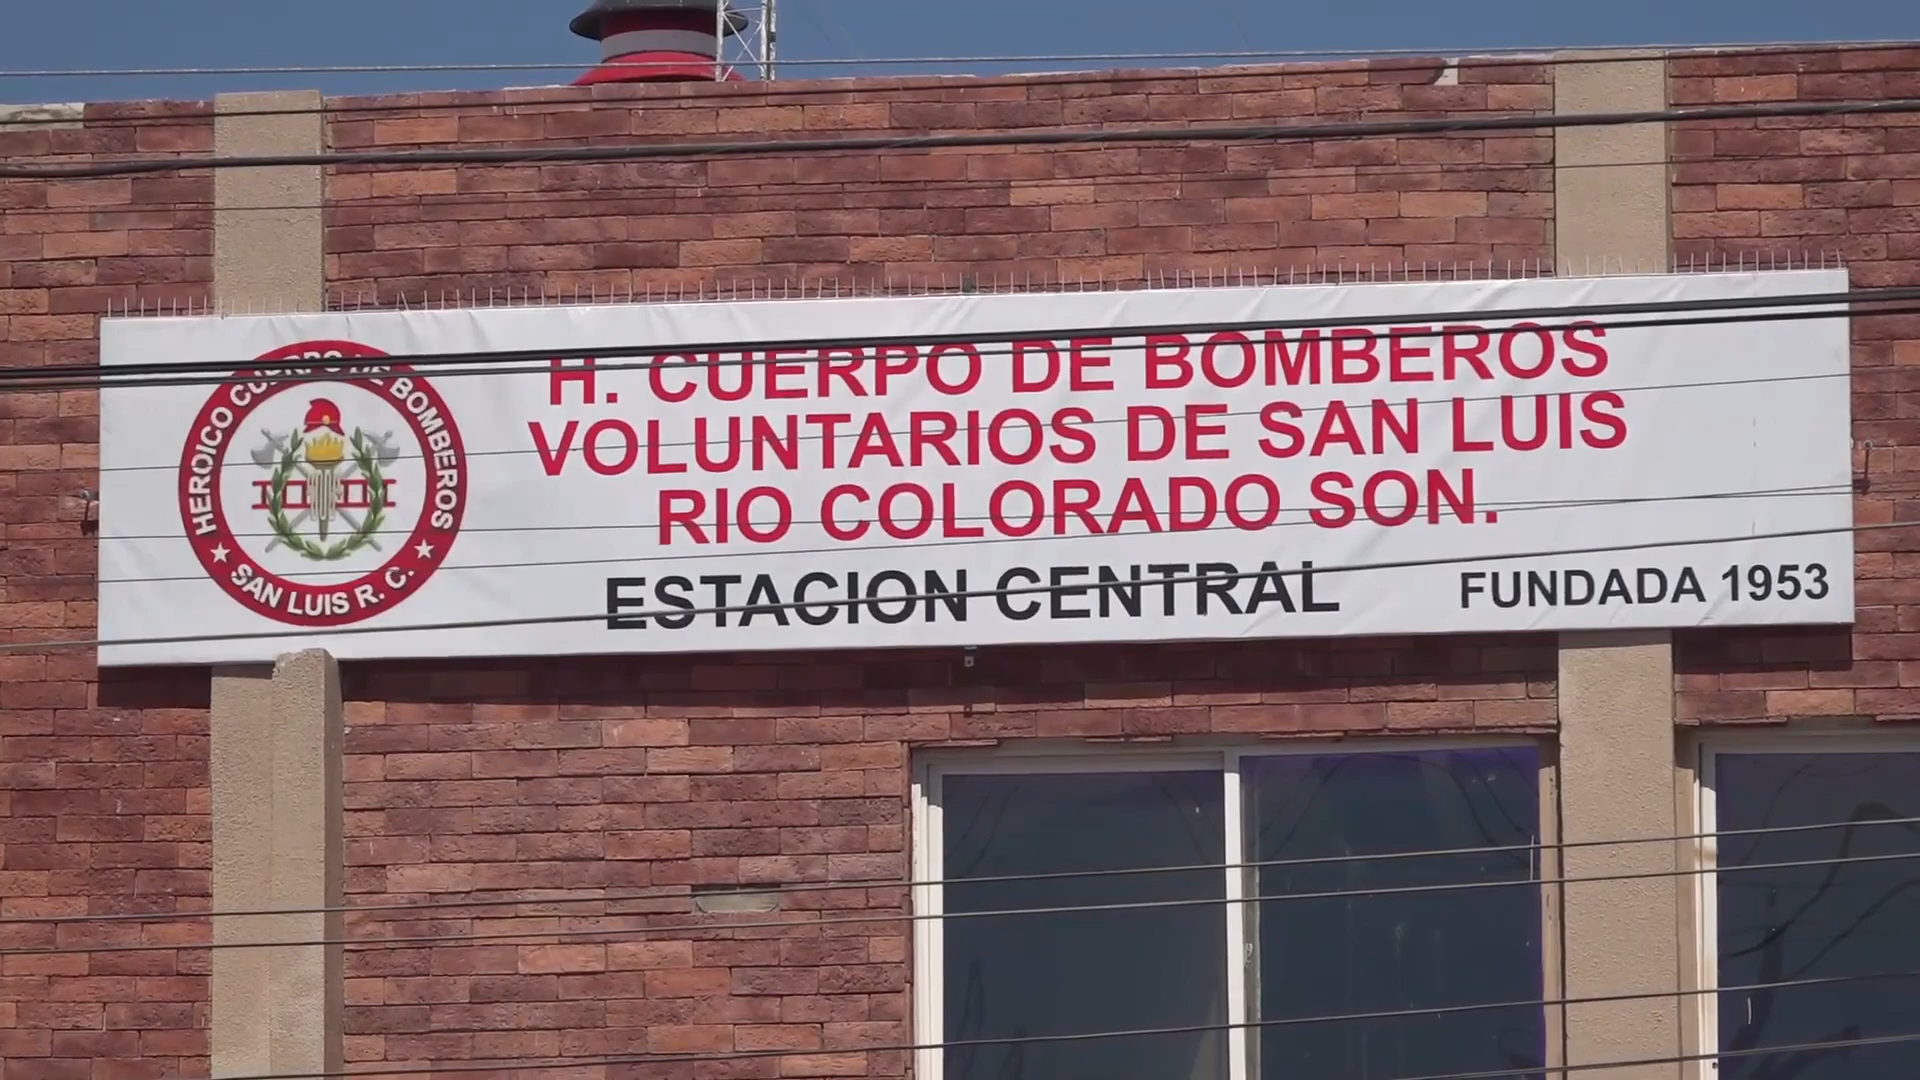 HEROICO CUERPO DE BOMBEROS
SAN LUIS R. C.
H. CUERPO DE BOMBEROS
VOLUNTARIOS DE SAN LUIS
RIO COLORADO SON.
ESTACION CENTRAL
FUNDADA 1953